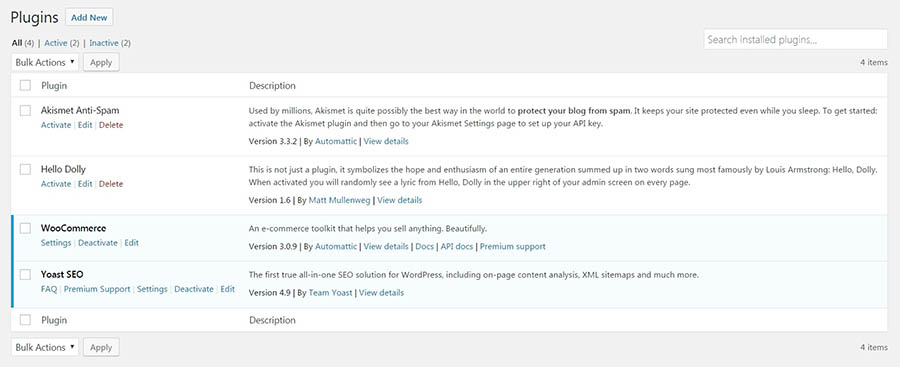 Plugins Add New
All (4) | Active (2) | Inactive (2)
Search installed plugins...
Bulk Actions Apply 4 items
Plugin Description
Akismet Anti-Spam Used by millions, Akismet is quite possibly the best way in the world to protect your blog from spam. It keeps your site protected even while you sleep. To get started:
Activate | Edit | Delete activate the Akismet plugin and then go to your Akismet Settings page to set up your API key.
Version 3.3.2 | By Automattic | View details
Hello Dolly This is not just a plugin, it symbolizes the hope and enthusiasm of an entire generation summed up in two words sung most famously by Louis Armstrong: Hello, Dolly.
Activate | Edit | Delete When activated you will randomly see a lyric from Hello, Dolly in the upper right of your admin screen on every page.
Version 1.6 | By Matt Mullenweg | View details
WooCommerce An e-commerce toolkit that helps you sell anything. Beautifully.
Settings | Deactivate | Edit Version 3.0.9 | By Automattic | View details | Docs | API docs | Premium support
Yoast SEO The first true all-in-one SEO solution for WordPress, including on-page content analysis, XML sitemaps and much more.
FAQ | Premium Support | Settings | Deactivate | Edit Version 4.9 | By Team Yoast | View details
Plugin Description
Bulk Actions Apply 4 items